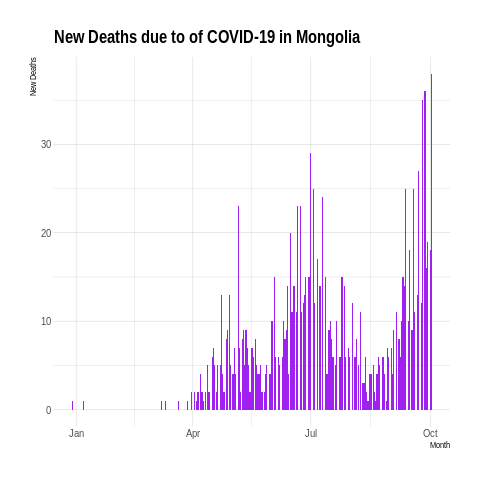 New Deaths due to of COVID-19 in Mongolia
New Deaths
30
20
10
0
Jan Apr Jul Oct
Month